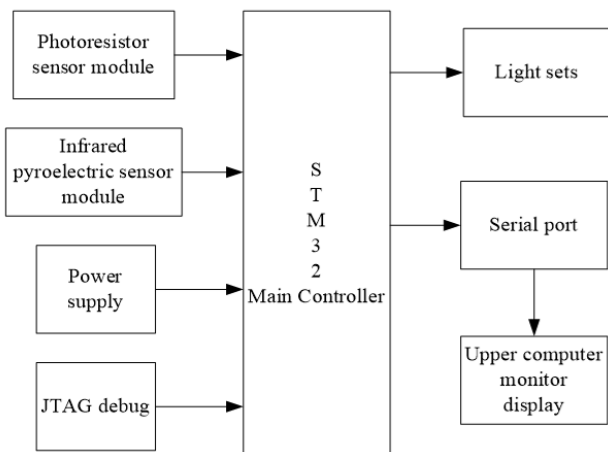 Photoresistor
sensor module
Infrared
pyroelectric sensor
module
Power
supply
JTAG debug
S
T
M
3
2
Main Controller
Light sets
Serial port
Upper computer
monitor
display